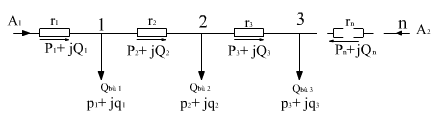 A₁ r₁ 1 r₂ 2 r₃ 3 rₙ n A₂
P₁+ jQ₁ P₂+ jQ₂ P₃+ jQ₃ Pₙ+ jQₙ
Qbù 1 Qbù 2 Qbù 3
p₁+ jq₁ p₂+ jq₂ p₃+ jq₃